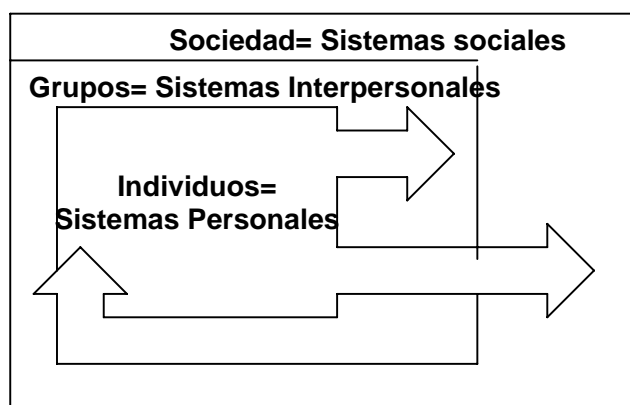 Sociedad= Sistemas sociales
Grupos= Sistemas Interpersonales
Individuos=
Sistemas Personales